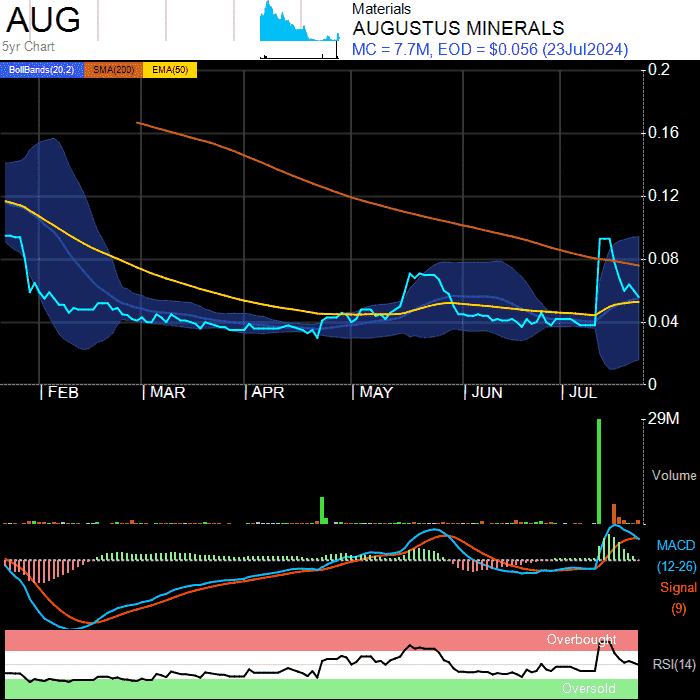 AUG
5yr Chart
Materials
AUGUSTUS MINERALS
MC = 7.7M, EOD = $0.056 (23Jul2024)
BollBands(20,2) SMA(200) EMA(50)
0.2
0.16
0.12
0.08
0.04
0
| FEB | MAR | APR | MAY | JUN | JUL
29M
Volume
MACD
(12-26)
Signal
(9)
Overbought
RSI(14)
Oversold